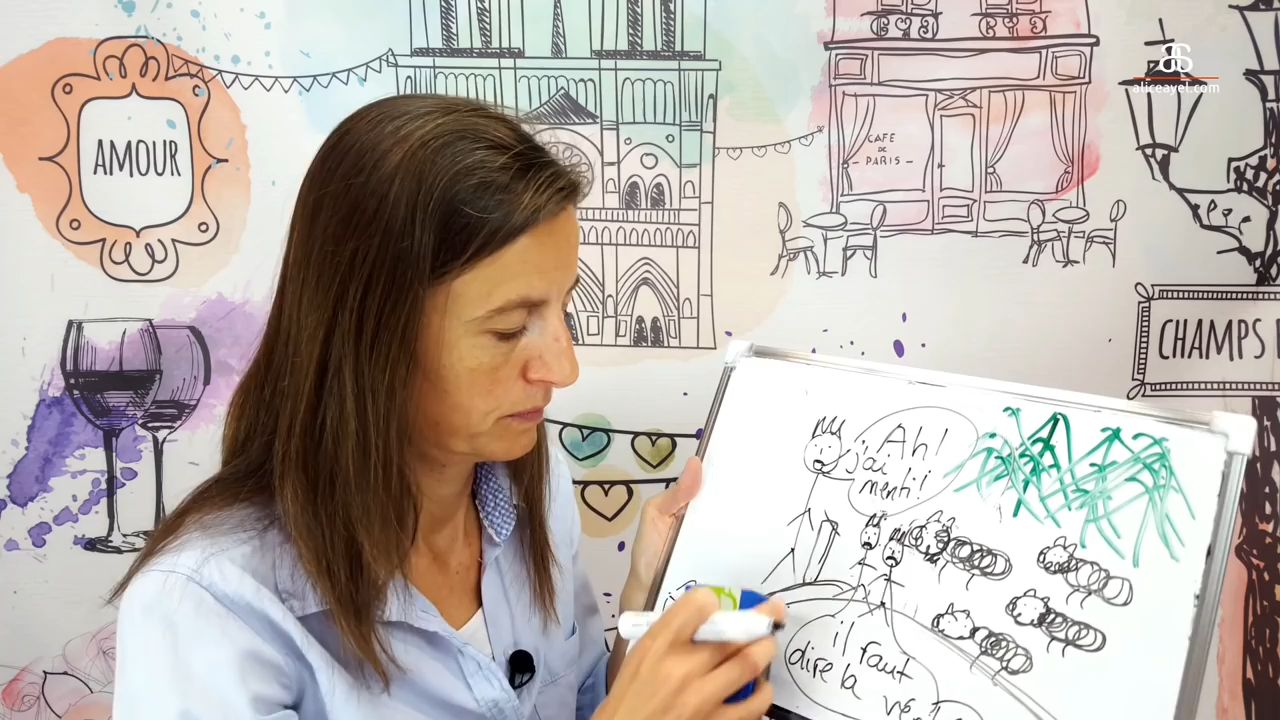 aliceayel.com
AMOUR
CAFE
DE
- PARIS -
CHAMPS
Ah!
j'ai
menti!
il faut
dire la